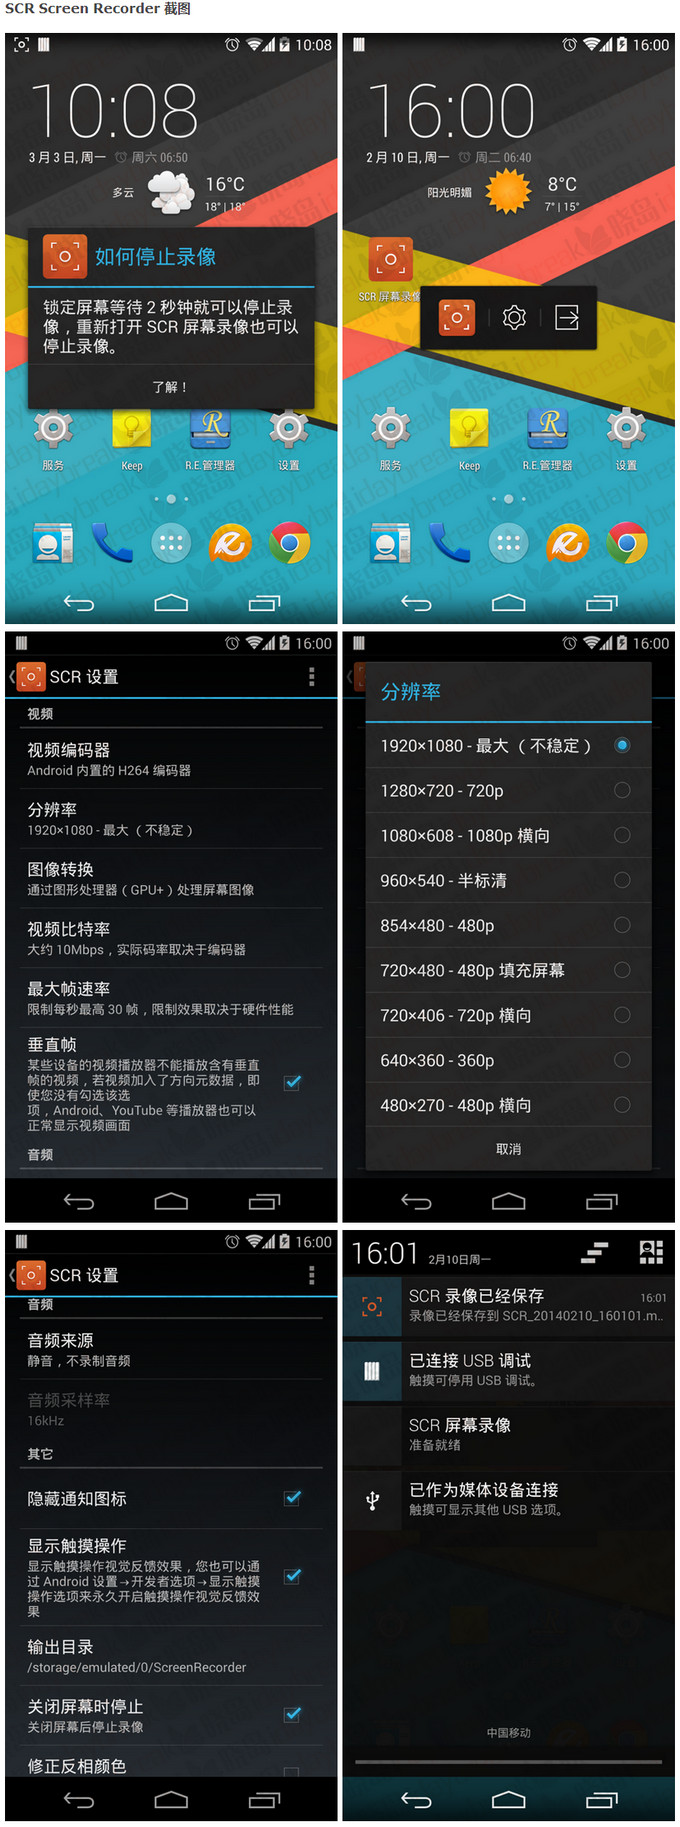 SCR Screen Recorder 截图
10:08
10:08
3 月 3 日, 周一 周六 06:50
多云
16°C
18° | 18°
如何停止录像
锁定屏幕等待 2 秒钟就可以停止录
像，重新打开 SCR 屏幕录像也可以
停止录像。
了解！
服务
Keep
R.E.管理器
设置
16:00
16:00
2 月 10 日, 周一 周二 06:40
阳光明媚
8°C
7° | 15°
SCR 屏幕录像
服务
Keep
R.E.管理器
设置
16:00
SCR 设置
视频
视频编码器
Android 内置的 H264 编码器
分辨率
1920×1080 - 最大 （不稳定）
图像转换
通过图形处理器（GPU+）处理屏幕图像
视频比特率
大约 10Mbps，实际码率取决于编码器
最大帧速率
限制每秒最高 30 帧，限制效果取决于硬件性能
垂直帧
某些设备的视频播放器不能播放含有垂直
帧的视频，若视频加入了方向元数据，即
使您没有勾选该选
项，Android、YouTube 等播放器也可以
正常显示视频画面
音频
16:00
分辨率
1920×1080 - 最大 （不稳定）
1280×720 - 720p
1080×608 - 1080p 横向
960×540 - 半标清
854×480 - 480p
720×480 - 480p 填充屏幕
720×406 - 720p 横向
640×360 - 360p
480×270 - 480p 横向
取消
16:00
SCR 设置
音频
音频来源
静音，不录制音频
音频采样率
16kHz
其它
隐藏通知图标
显示触摸操作
显示触摸操作视觉反馈效果，您也可以通
过 Android 设置→开发者选项→显示触摸
操作选项来永久开启触摸操作视觉反馈效
果
输出目录
/storage/emulated/0/ScreenRecorder
关闭屏幕时停止
关闭屏幕后停止录像
修正反相颜色
16:01 2月10日周一
SCR 录像已经保存 16:01
录像已经保存到 SCR_20140210_160101.m..
已连接 USB 调试
触摸可停用 USB 调试。
SCR 屏幕录像
准备就绪
已作为媒体设备连接
触摸可显示其他 USB 选项。
中国移动